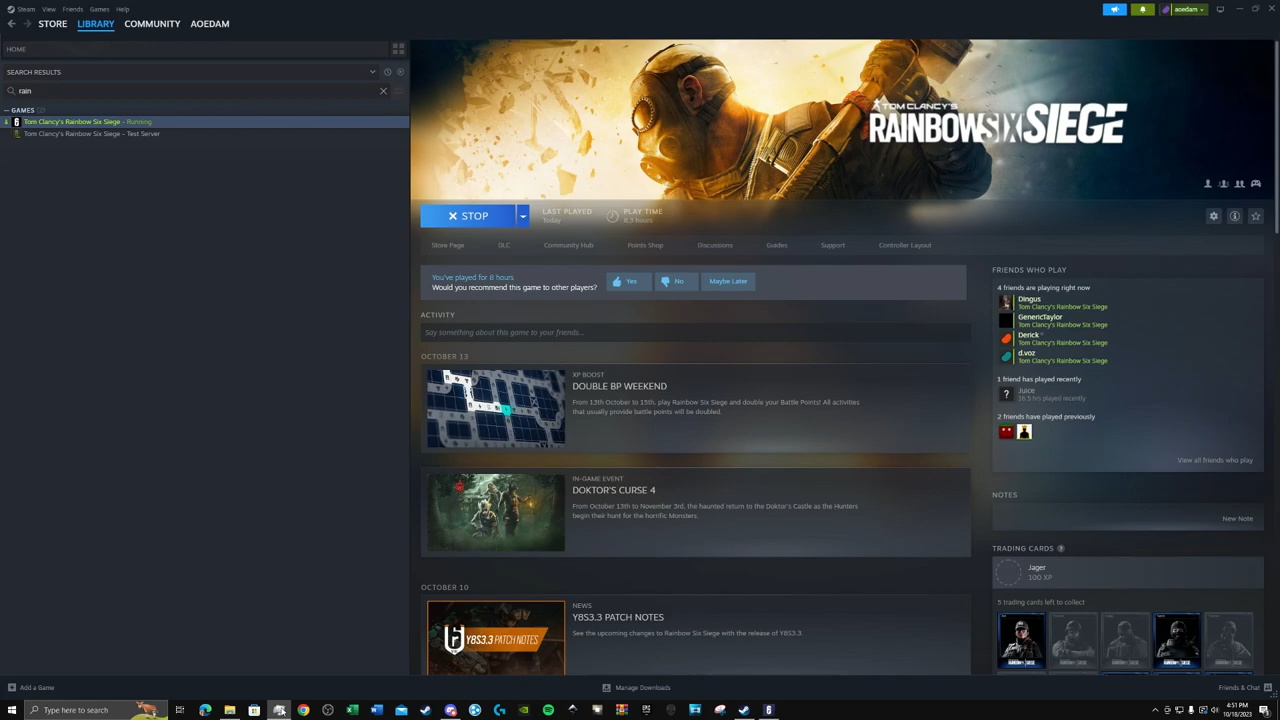 Steam View Friends Games Help
aoedam
STORE LIBRARY COMMUNITY AOEDAM
HOME
SEARCH RESULTS
rain
GAMES
Tom Clancy's Rainbow Six Siege - Running
Tom Clancy's Rainbow Six Siege - Test Server
TOM CLANCY'S
RAINBOWSIX SIEGE
STOP
LAST PLAYED
Today
PLAY TIME
8.3 hours
Store Page DLC Community Hub Points Shop Discussions Guides Support Controller Layout
You've played for 8 hours
Would you recommend this game to other players?
Yes No Maybe Later
ACTIVITY
Say something about this game to your friends...
OCTOBER 13
XP BOOST
DOUBLE BP WEEKEND
From 13th October to 15th, play Rainbow Six Siege and double your Battle Points! All activities
that usually provide battle points will be doubled.
IN-GAME EVENT
DOKTOR'S CURSE 4
From October 13th to November 3rd, the haunted return to the Doktor's Castle as the Hunters
begin their hunt for the horrific Monsters.
OCTOBER 10
Y8S3.3 PATCH NOTES
NEWS
Y8S3.3 PATCH NOTES
See the upcoming changes to Rainbow Six Siege with the release of Y8S3.3.
FRIENDS WHO PLAY
4 friends are playing right now
Dingus
Tom Clancy's Rainbow Six Siege
GenericTaylor
Tom Clancy's Rainbow Six Siege
Derick
Tom Clancy's Rainbow Six Siege
d.voz
Tom Clancy's Rainbow Six Siege
1 friend has played recently
?
Juice
16.5 hrs played recently
2 friends have played previously
View all friends who play
NOTES
New Note
TRADING CARDS ?
Jager
100 XP
5 trading cards left to collect
Add a Game
Manage Downloads
Friends & Chat
Type here to search
4:51 PM
10/18/2023